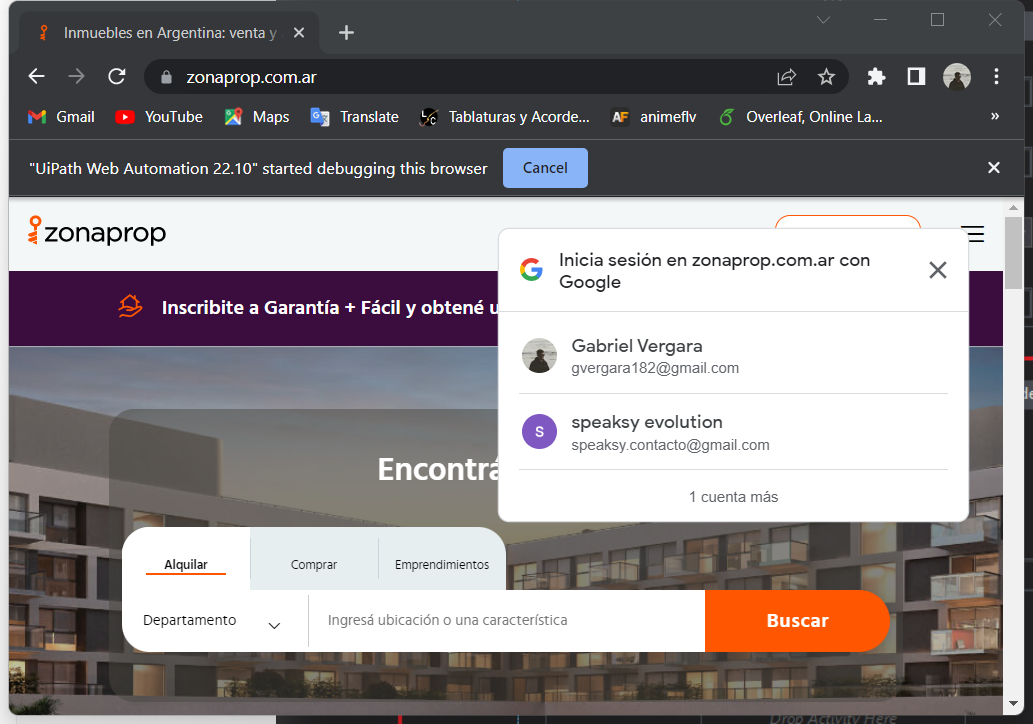 Inmuebles en Argentina: venta y
zonaprop.com.ar
Gmail YouTube Maps Translate Tablaturas y Acorde... AF animeflv Overleaf, Online La... »
"UiPath Web Automation 22.10" started debugging this browser Cancel
zonaprop
Inicia sesión en zonaprop.com.ar con
Google
Inscribite a Garantía + Fácil y obtené u
Gabriel Vergara
gvergara182@gmail.com
S
speaksy evolution
speaksy.contacto@gmail.com
1 cuenta más
Encontrá
Alquilar Comprar Emprendimientos
Departamento Ingresá ubicación o una característica Buscar
Drop Activity Here